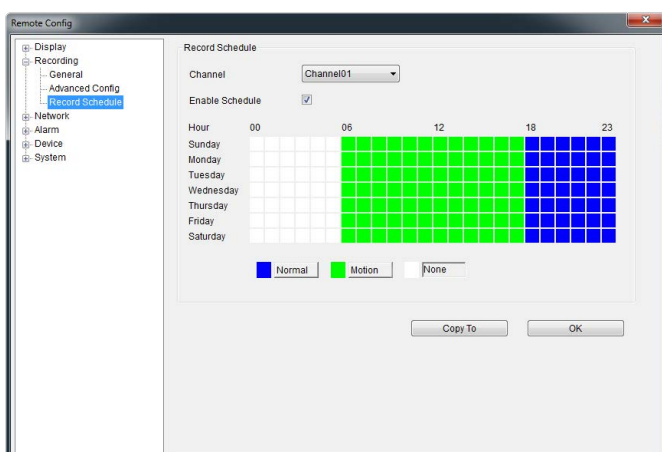 Remote Config
Display
Recording
General
Advanced Config
Record Schedule
Network
Alarm
Device
System
Record Schedule
Channel Channel01
Enable Schedule
Hour 00 06 12 18 23
Sunday
Monday
Tuesday
Wednesday
Thursday
Friday
Saturday
Normal Motion None
Copy To OK